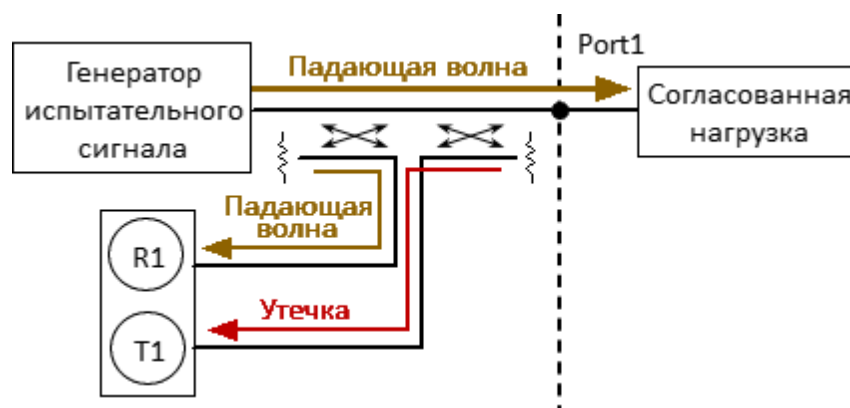 Генератор
испытательного
сигнала
Падающая волна
Port1
Согласованная
нагрузка
Падающая
волна
R1
Утечка
T1